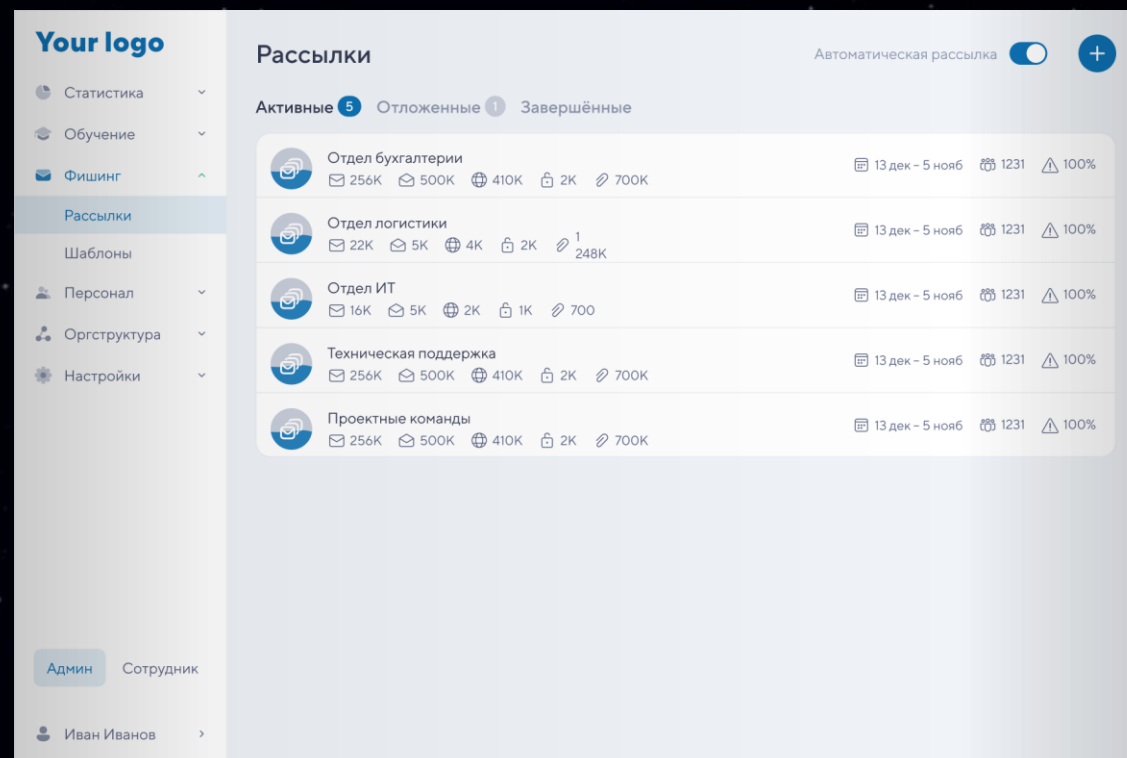 Your logo
Статистика
Обучение
Фишинг
Рассылки
Шаблоны
Персонал
Оргструктура
Настройки
Админ Сотрудник
Иван Иванов
Рассылки
Автоматическая рассылка
Активные 5 Отложенные 1 Завершённые
Отдел бухгалтерии
256K 500K 410K 2K 700K
13 дек – 5 нояб 1231 100%
Отдел логистики
22K 5K 4K 2K 1 248K
13 дек – 5 нояб 1231 100%
Отдел ИТ
16K 5K 2K 1K 700
13 дек – 5 нояб 1231 100%
Техническая поддержка
256K 500K 410K 2K 700K
13 дек – 5 нояб 1231 100%
Проектные команды
256K 500K 410K 2K 700K
13 дек – 5 нояб 1231 100%